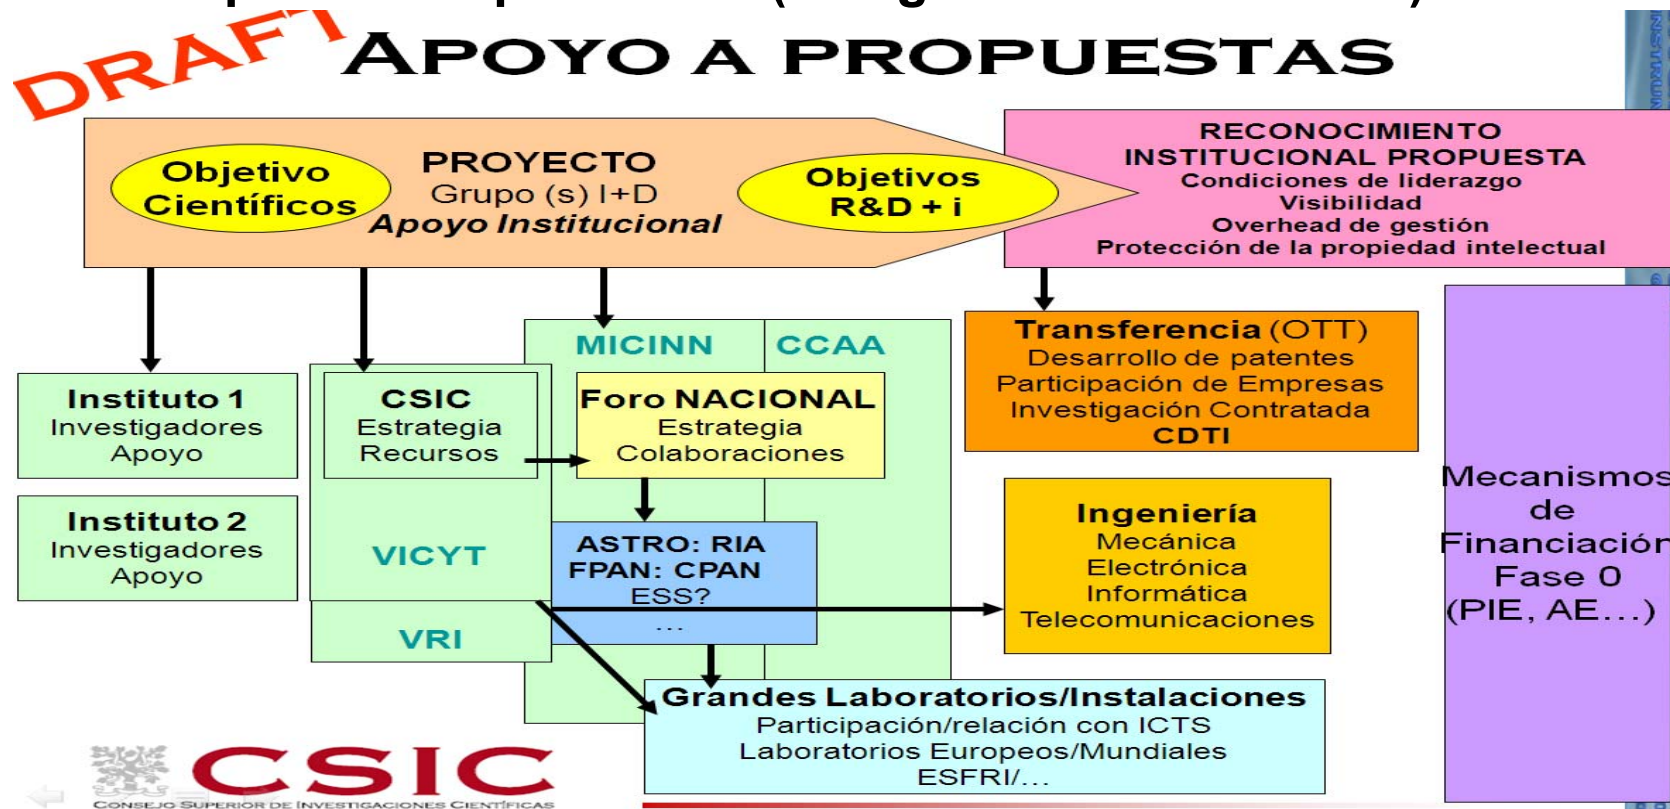 DRAFT
APOYO A PROPUESTAS
Objetivo
Científicos
PROYECTO
Grupo (s) I+D
Apoyo Institucional
Objetivos
R&D + i
RECONOCIMIENTO
INSTITUCIONAL PROPUESTA
Condiciones de liderazgo
Visibilidad
Overhead de gestión
Protección de la propiedad intelectual
Instituto 1
Investigadores
Apoyo
Instituto 2
Investigadores
Apoyo
CSIC
Estrategia
Recursos
VICYT
VRI
MICINN
CCAA
Foro NACIONAL
Estrategia
Colaboraciones
ASTRO: RIA
FPAN: CPAN
ESS?
...
Transferencia (OTT)
Desarrollo de patentes
Participación de Empresas
Investigación Contratada
CDTI
Ingeniería
Mecánica
Electrónica
Informática
Telecomunicaciones
Grandes Laboratorios/Instalaciones
Participación/relación con ICTS
Laboratorios Europeos/Mundiales
ESFRI/...
Mecanismos
de
Financiación
Fase 0
(PIE, AE...)
CSIC
CONSEJO SUPERIOR DE INVESTIGACIONES CIENTÍFICAS